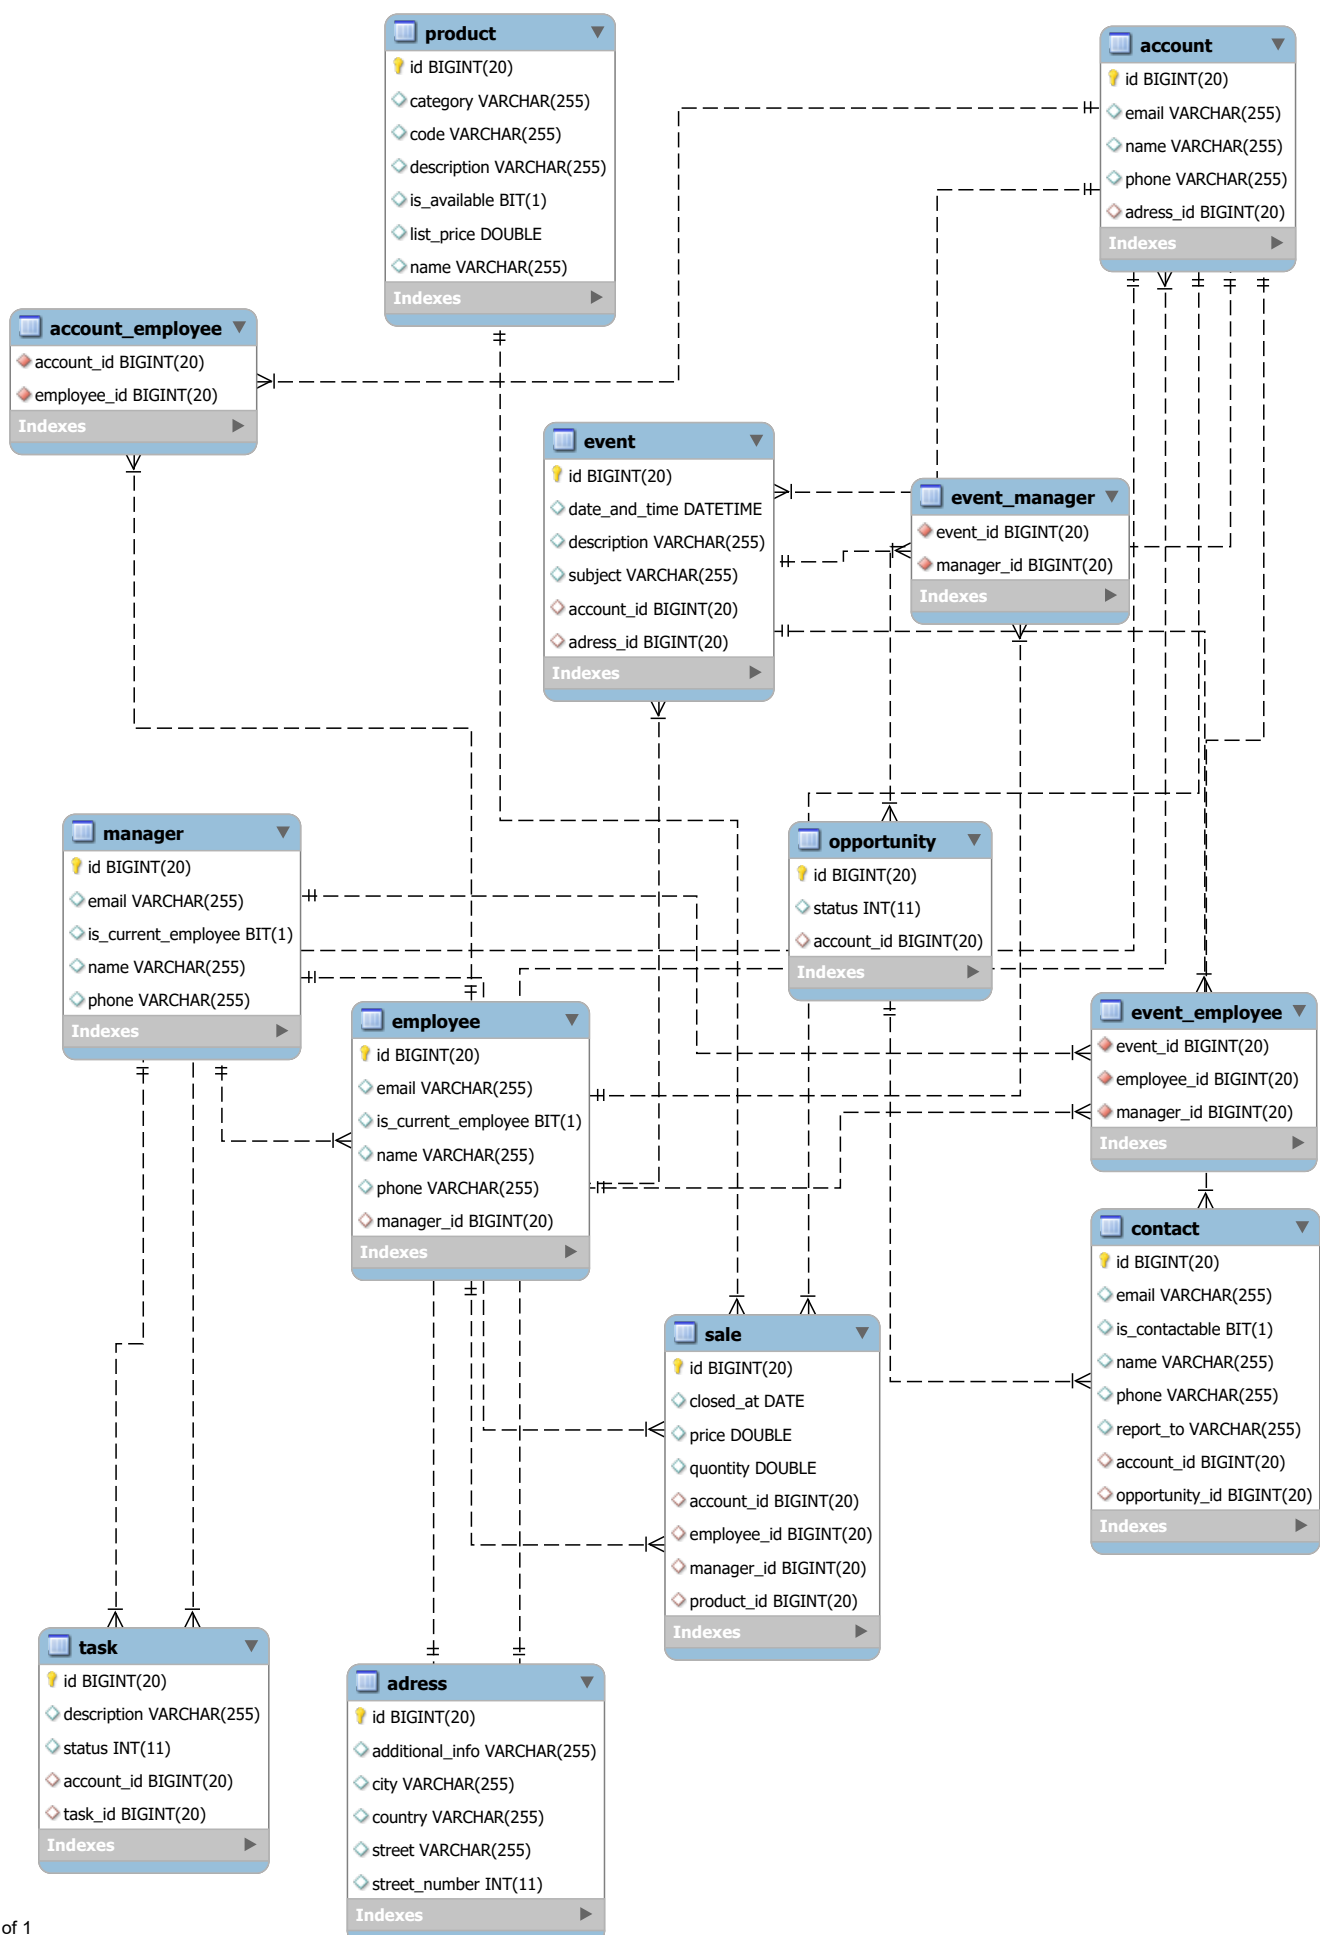 product
id BIGINT(20)
category VARCHAR(255)
code VARCHAR(255)
description VARCHAR(255)
is_available BIT(1)
list_price DOUBLE
name VARCHAR(255)
Indexes
account
id BIGINT(20)
email VARCHAR(255)
name VARCHAR(255)
phone VARCHAR(255)
adress_id BIGINT(20)
Indexes
account_employee
account_id BIGINT(20)
employee_id BIGINT(20)
Indexes
event
id BIGINT(20)
date_and_time DATETIME
description VARCHAR(255)
subject VARCHAR(255)
account_id BIGINT(20)
adress_id BIGINT(20)
Indexes
event_manager
event_id BIGINT(20)
manager_id BIGINT(20)
Indexes
manager
id BIGINT(20)
email VARCHAR(255)
is_current_employee BIT(1)
name VARCHAR(255)
phone VARCHAR(255)
Indexes
opportunity
id BIGINT(20)
status INT(11)
account_id BIGINT(20)
Indexes
employee
id BIGINT(20)
email VARCHAR(255)
is_current_employee BIT(1)
name VARCHAR(255)
phone VARCHAR(255)
manager_id BIGINT(20)
Indexes
event_employee
event_id BIGINT(20)
employee_id BIGINT(20)
manager_id BIGINT(20)
Indexes
contact
id BIGINT(20)
email VARCHAR(255)
is_contactable BIT(1)
name VARCHAR(255)
phone VARCHAR(255)
report_to VARCHAR(255)
account_id BIGINT(20)
opportunity_id BIGINT(20)
Indexes
sale
id BIGINT(20)
closed_at DATE
price DOUBLE
quontity DOUBLE
account_id BIGINT(20)
employee_id BIGINT(20)
manager_id BIGINT(20)
product_id BIGINT(20)
Indexes
task
id BIGINT(20)
description VARCHAR(255)
status INT(11)
account_id BIGINT(20)
task_id BIGINT(20)
Indexes
adress
id BIGINT(20)
additional_info VARCHAR(255)
city VARCHAR(255)
country VARCHAR(255)
street VARCHAR(255)
street_number INT(11)
Indexes
of 1